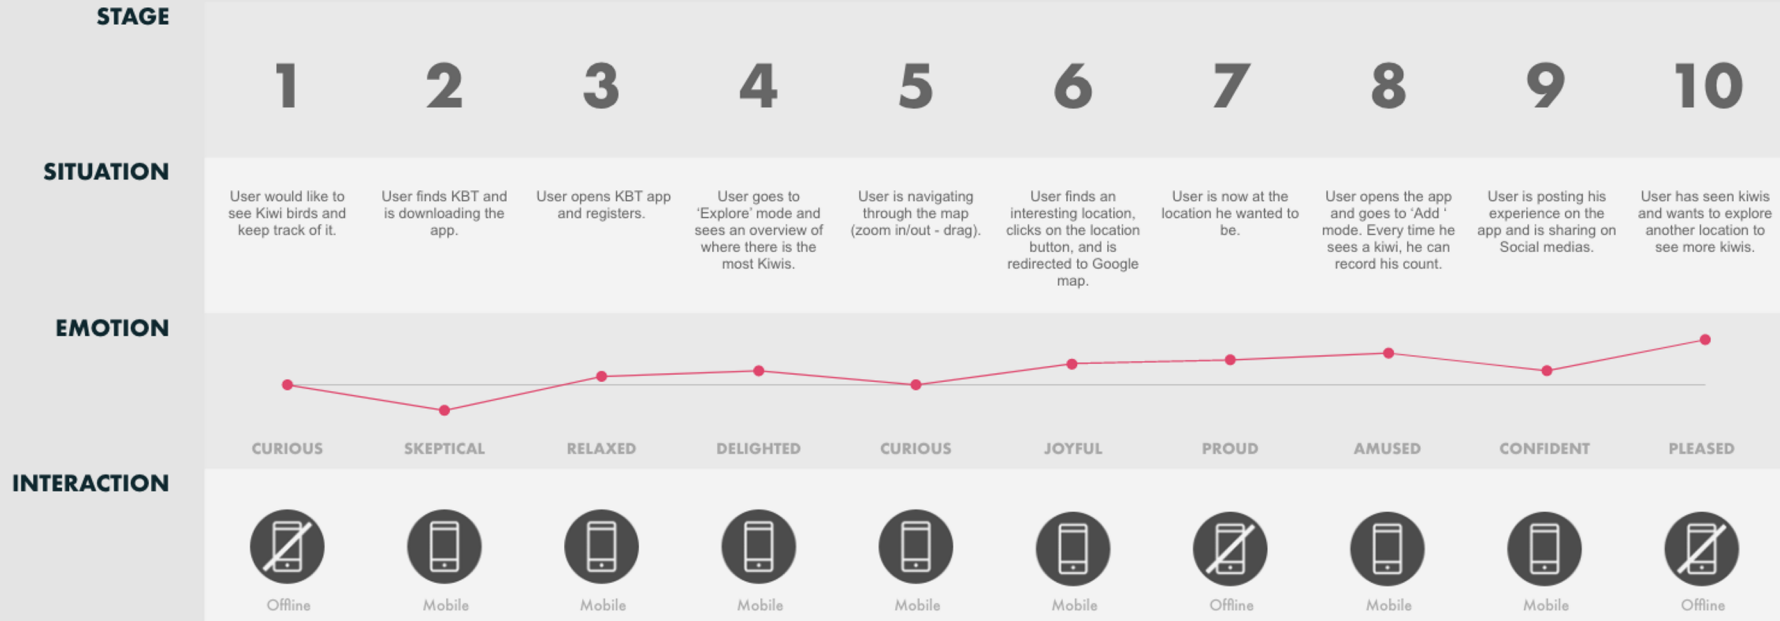 STAGE
1 2 3 4 5 6 7 8 9 10
SITUATION
User would like to
see Kiwi birds and
keep track of it.
User finds KBT and
is downloading the
app.
User opens KBT app
and registers.
User goes to
‘Explore’ mode and
sees an overview of
where there is the
most Kiwis.
User is navigating
through the map
(zoom in/out - drag).
User finds an
interesting location,
clicks on the location
button, and is
redirected to Google
map.
User is now at the
location he wanted to
be.
User opens the app
and goes to ‘Add ‘
mode. Every time he
sees a kiwi, he can
record his count.
User is posting his
experience on the
app and is sharing on
Social medias.
User has seen kiwis
and wants to explore
another location to
see more kiwis.
EMOTION
CURIOUS SKEPTICAL RELAXED DELIGHTED CURIOUS JOYFUL PROUD AMUSED CONFIDENT PLEASED
INTERACTION
Offline Mobile Mobile Mobile Mobile Mobile Offline Mobile Mobile Offline